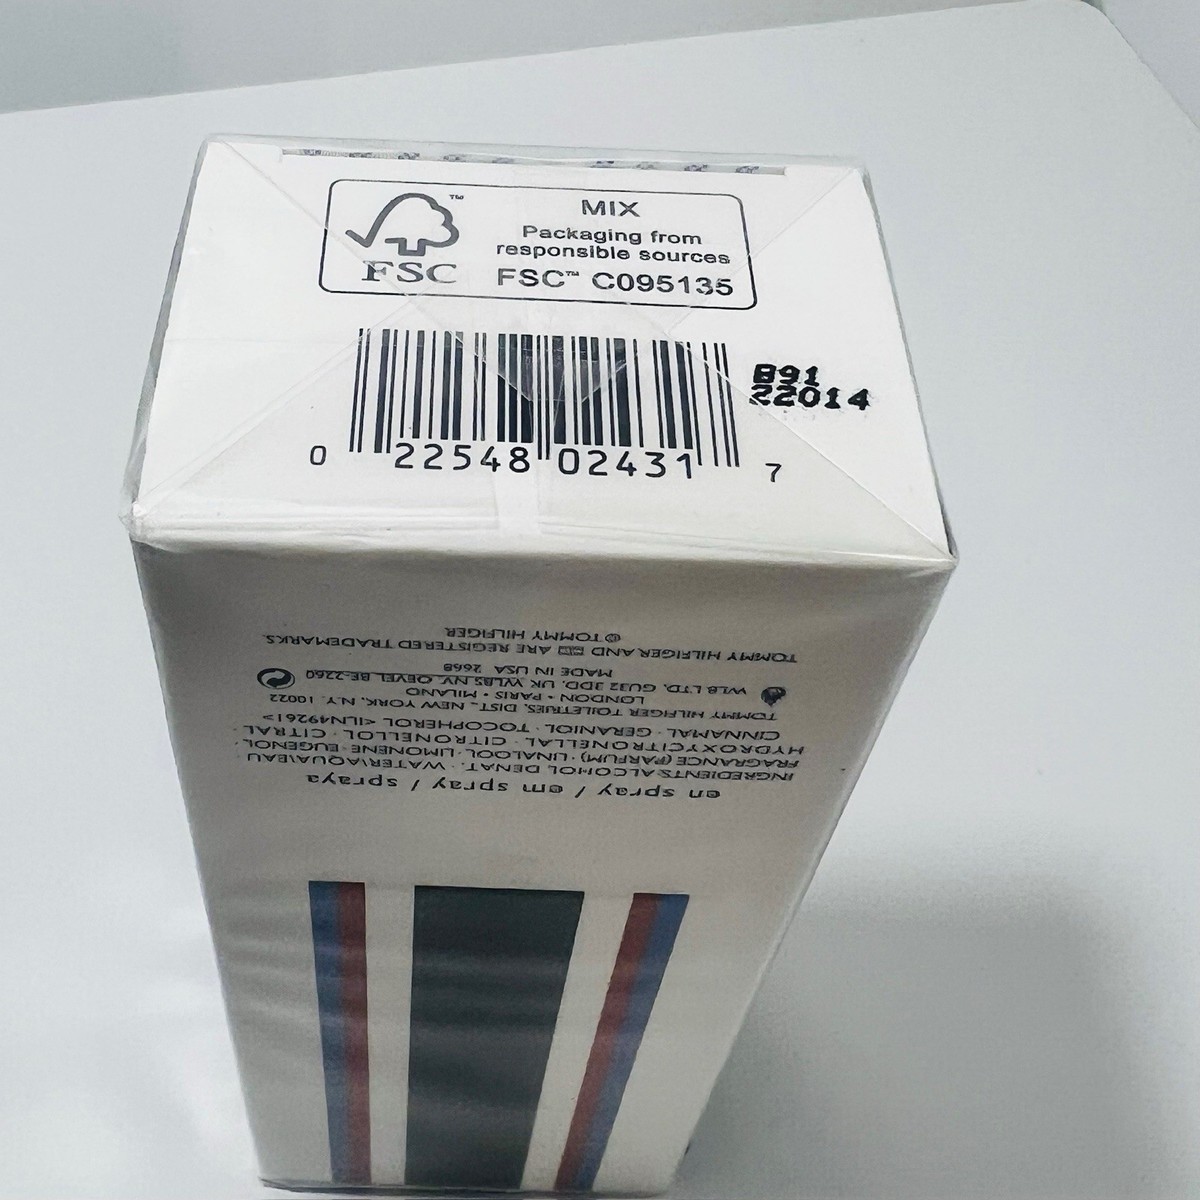 FSC ™
MIX
Packaging from
responsible sources
FSC™ C095135
B91
22014
0 22548 02431 7
en spray / em spray / spraya
INGREDIENTS: ALCOHOL DENAT. · WATER/AQUA/EAU ·
FRAGRANCE (PARFUM) · LINALOOL · LIMONENE · EUGENOL ·
HYDROXYCITRONELLAL · CITRONELLOL · CITRAL ·
CINNAMAL · GERANIOL · TOCOPHEROL <ILN49261>
TOMMY HILFIGER TOILETRIES, DIST., NEW YORK, N.Y. 10022
LONDON • PARIS • MILANO
WLB LTD, GU32 3DD, UK. WLBS NV, OEVEL BE-2260
MADE IN USA 2668
TOMMY HILFIGER AND ARE REGISTERED TRADEMARKS.
© TOMMY HILFIGER